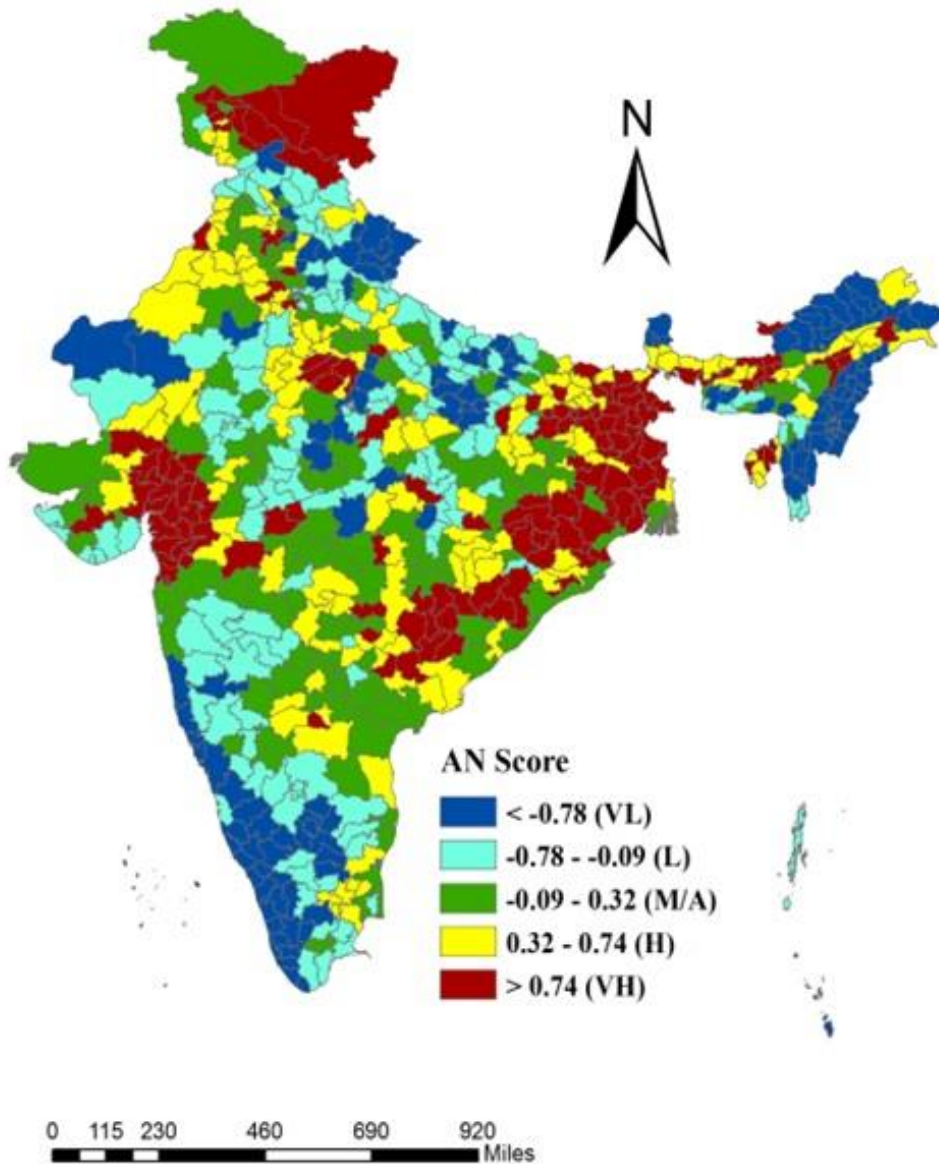 N
AN Score
< -0.78 (VL)
-0.78 - -0.09 (L)
-0.09 - 0.32 (M/A)
0.32 - 0.74 (H)
> 0.74 (VH)
0 115 230 460 690 920
Miles